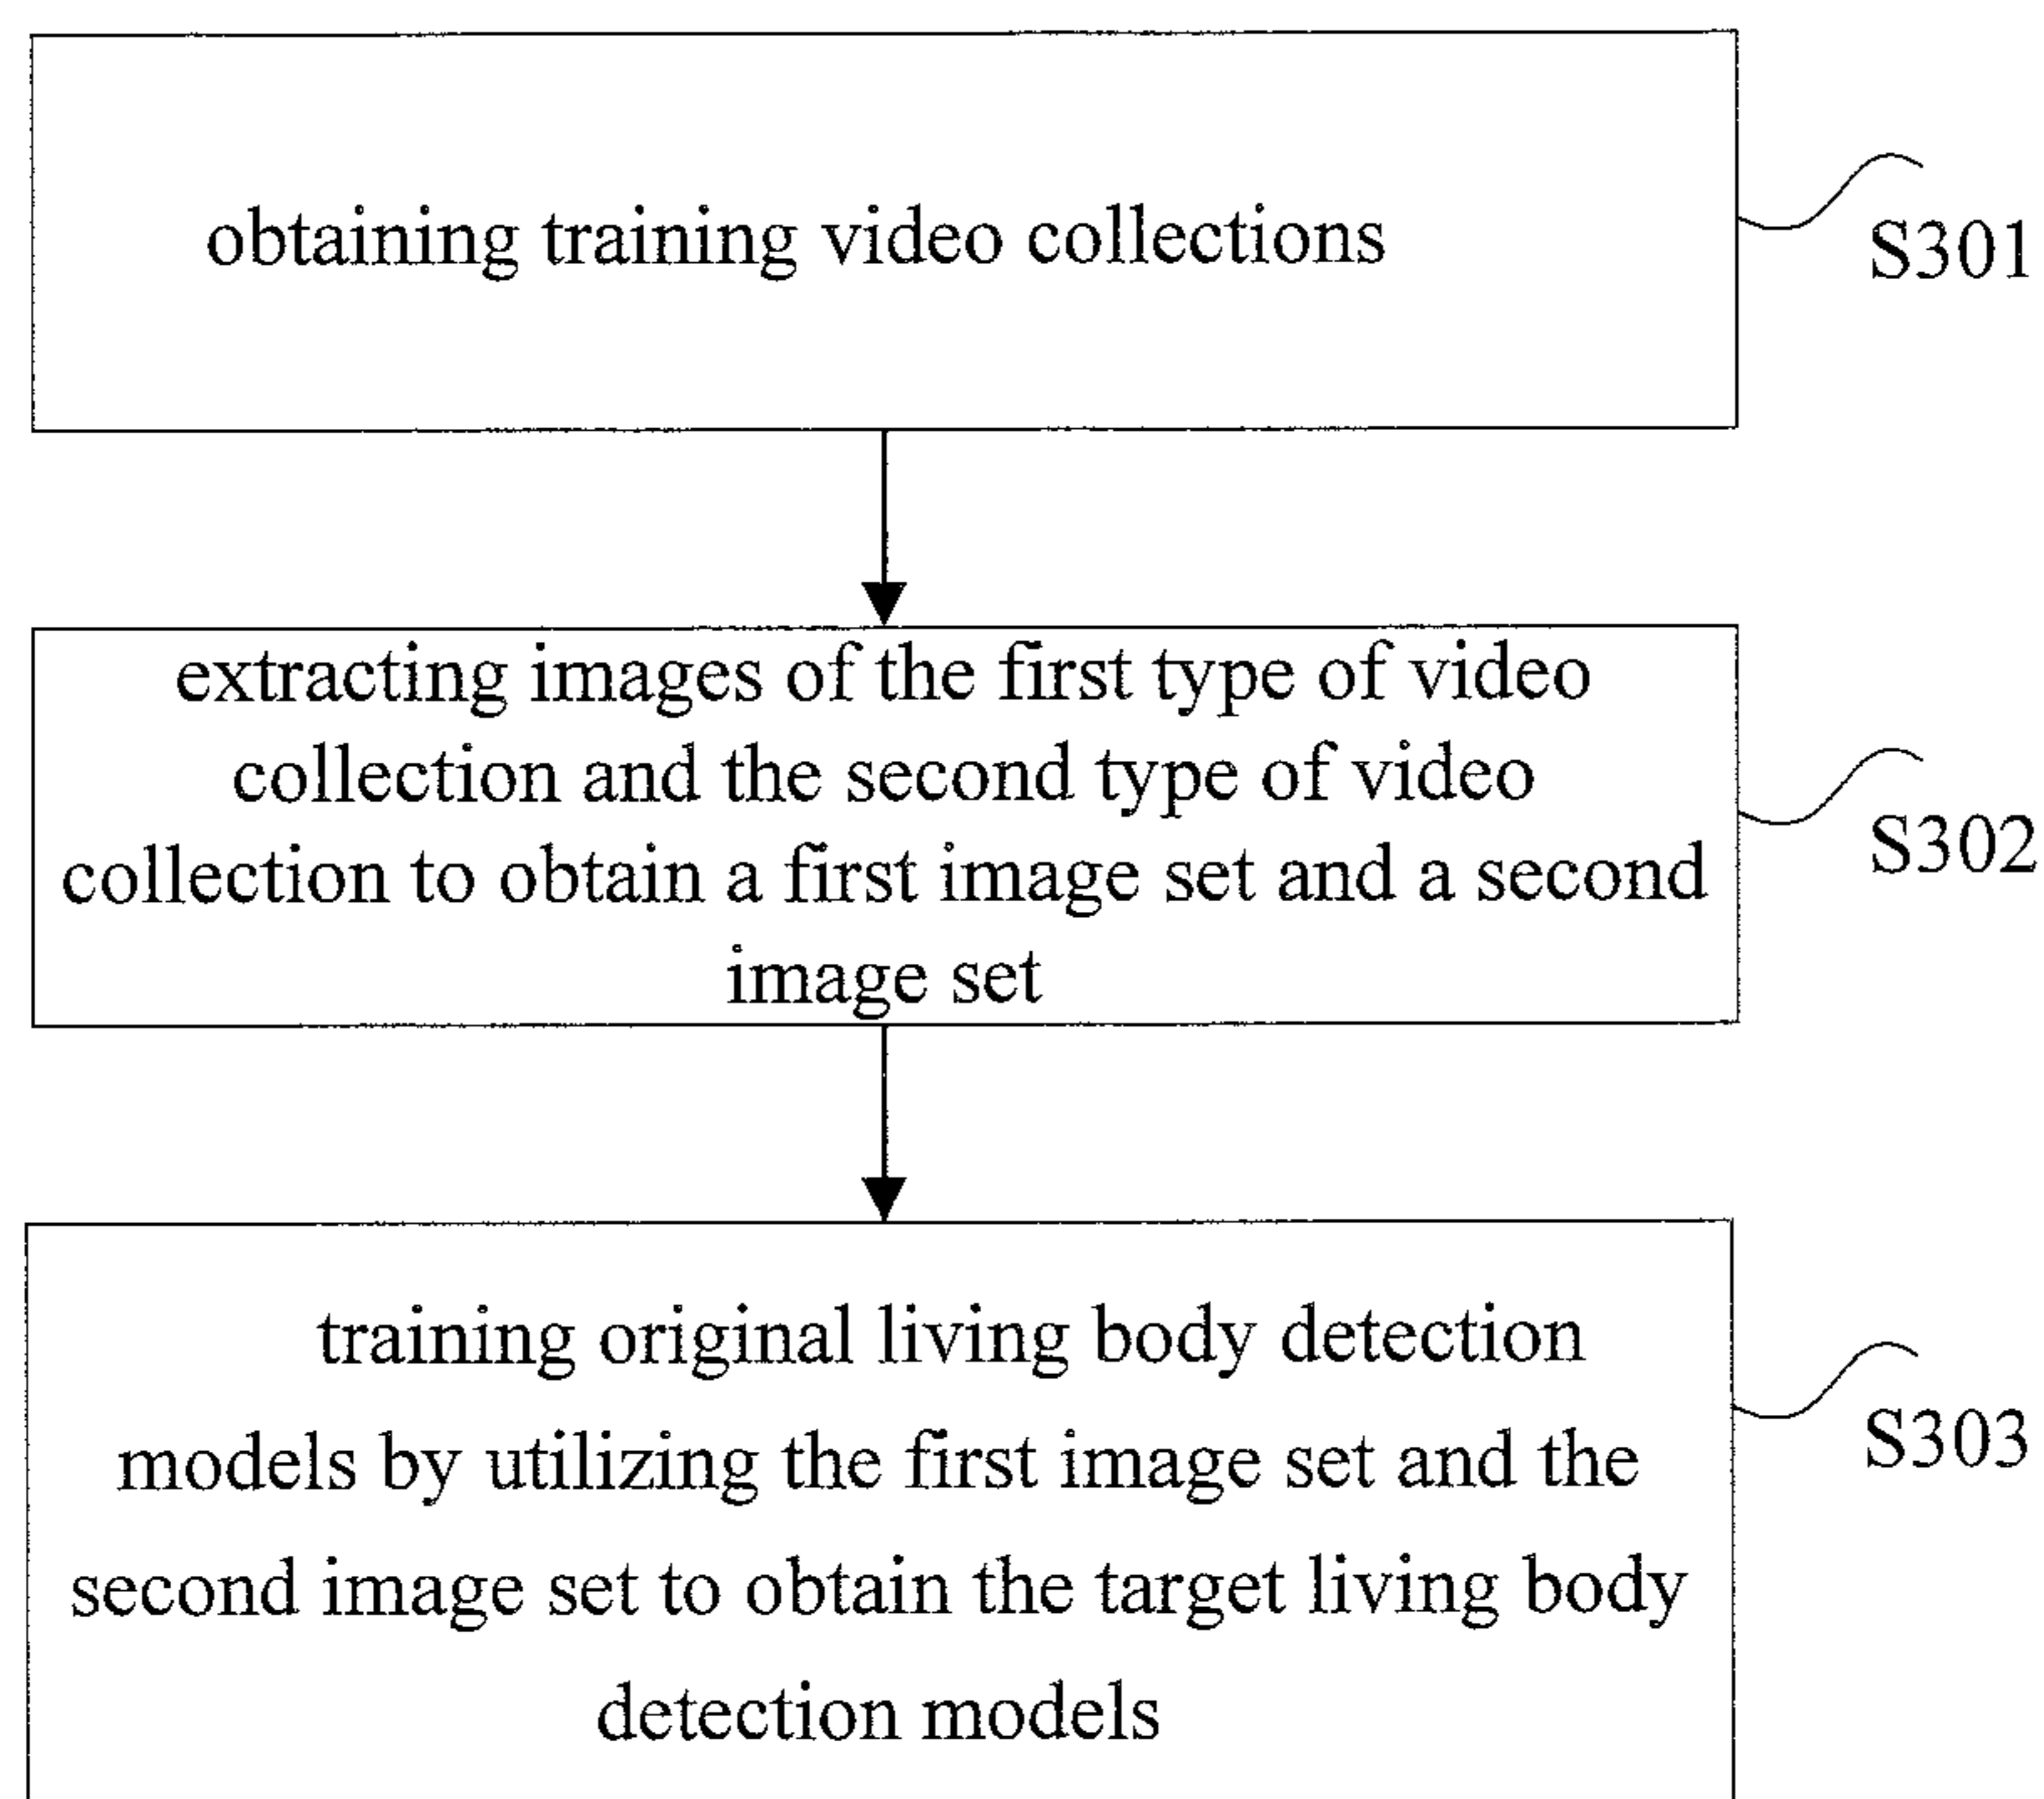 obtaining training video collections
S301
extracting images of the first type of video
collection and the second type of video
collection to obtain a first image set and a second
image set
S302
training original living body detection
models by utilizing the first image set and the
second image set to obtain the target living body
detection models
S303